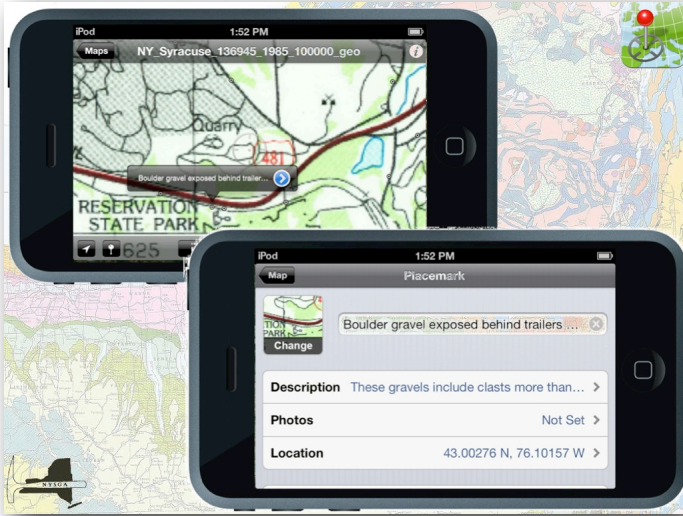 iPod 1:52 PM
Maps NY_Syracuse_136945_1985_100000_geo
Quarry
481
Boulder gravel exposed behind trailer...
RESERVATION
STATE PARK
625
iPod 1:52 PM
Map Placemark
TION
PARK
Change
Boulder gravel exposed behind trailers ...
Description These gravels include clasts more than...
Photos Not Set
Location 43.00276 N, 76.10157 W
NYSGA